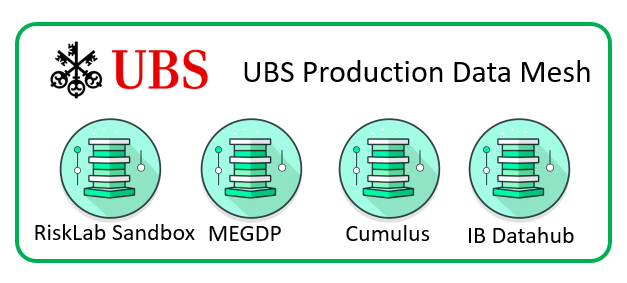 UBS
UBS Production Data Mesh
RiskLab Sandbox
MEGDP
Cumulus
IB Datahub